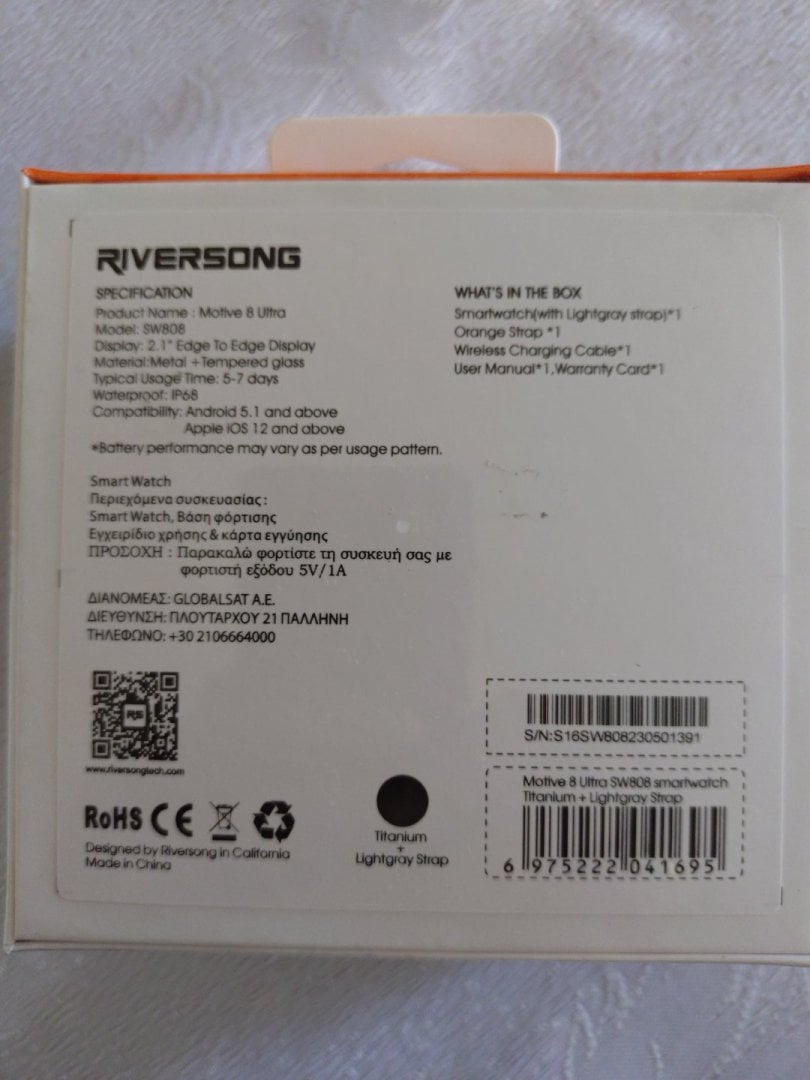 RIVERSONG
SPECIFICATION
Product Name : Motive 8 Ultra
Model: SW808
Display: 2.1" Edge To Edge Display
Material:Metal +Tempered glass
Typical Usage Time: 5-7 days
Waterproof: IP68
Compatibility: Android 5.1 and above
Apple iOS 12 and above
*Battery performance may vary as per usage pattern.
WHAT'S IN THE BOX
Smartwatch(with Lightgray strap)*1
Orange Strap *1
Wireless Charging Cable*1
User Manual*1,Warranty Card*1
Smart Watch
Περιεχόμενα συσκευασίας:
Smart Watch, Βάση φόρτισης
Εγχειρίδιο χρήσης & κάρτα εγγύησης
ΠΡΟΣΟΧΗ : Παρακαλώ φορτίστε τη συσκευή σας με
φορτιστή εξόδου 5V/1A
ΔΙΑΝΟΜΕΑΣ: GLOBALSAT A.E.
ΔΙΕΥΘΥΝΣΗ: ΠΛΟΥΤΑΡΧΟΥ 21 ΠΑΛΛΗΝΗ
ΤΗΛΕΦΩΝΟ: +30 2106664000
RS
www.riversongtech.com
RoHS CE
Designed by Riversong in California
Made in China
Titanium
+
Lightgray Strap
S/N:S16SW808230501391
Motive 8 Ultra SW808 smartwatch
Titanium + Lightgray Strap
6 975222 041695